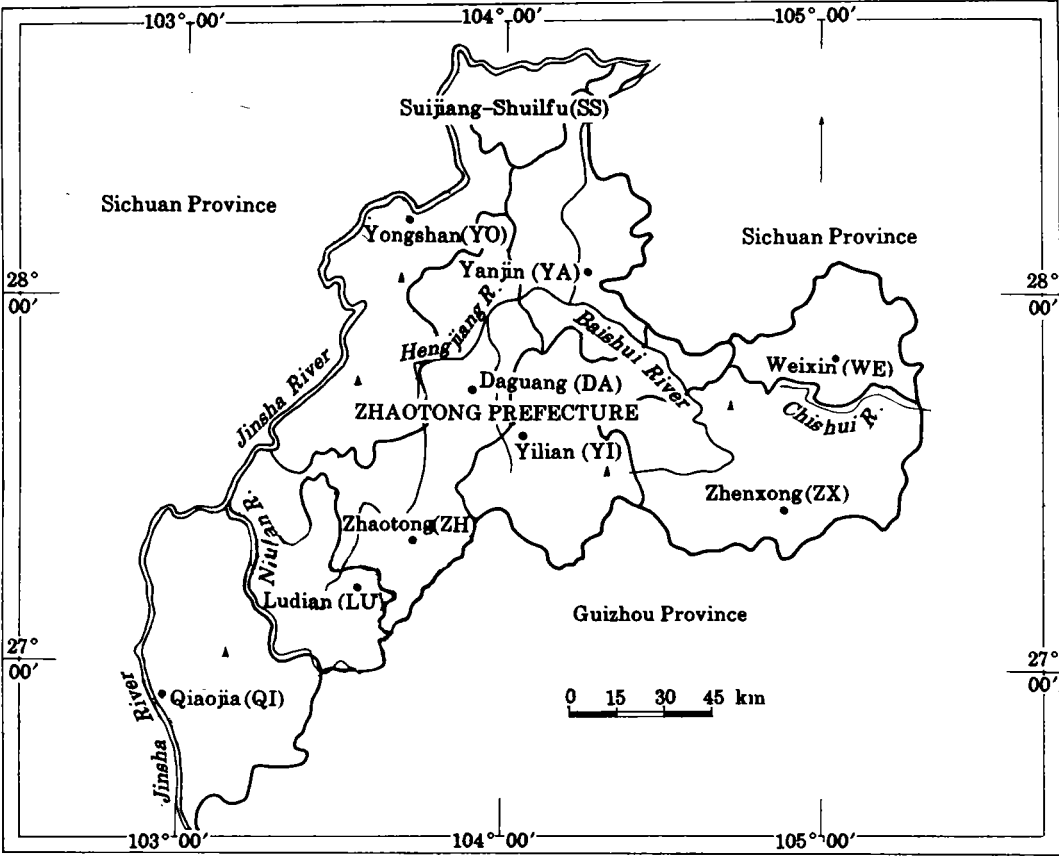 103°00′
104°00′
105°00′
Suijiang-Shuilfu(SS)
Sichuan Province
Yongshan(YO)
Sichuan Province
Yanjin (YA)
28°
00′
28°
00′
Hengjiang R.
Baishui River
Weixin (WE)
Jinsha River
Daguang (DA)
ZHAOTONG PREFECTURE
Chishui R.
Yilian (YI)
Zhenxong(ZX)
Niulan R.
Zhaotong(ZH)
Ludian (LU)
Guizhou Province
27°
00′
27°
00′
Qiaojia(QI)
0 15 30 45 km
Jinsha River
103°00′
104°00′
105°00′